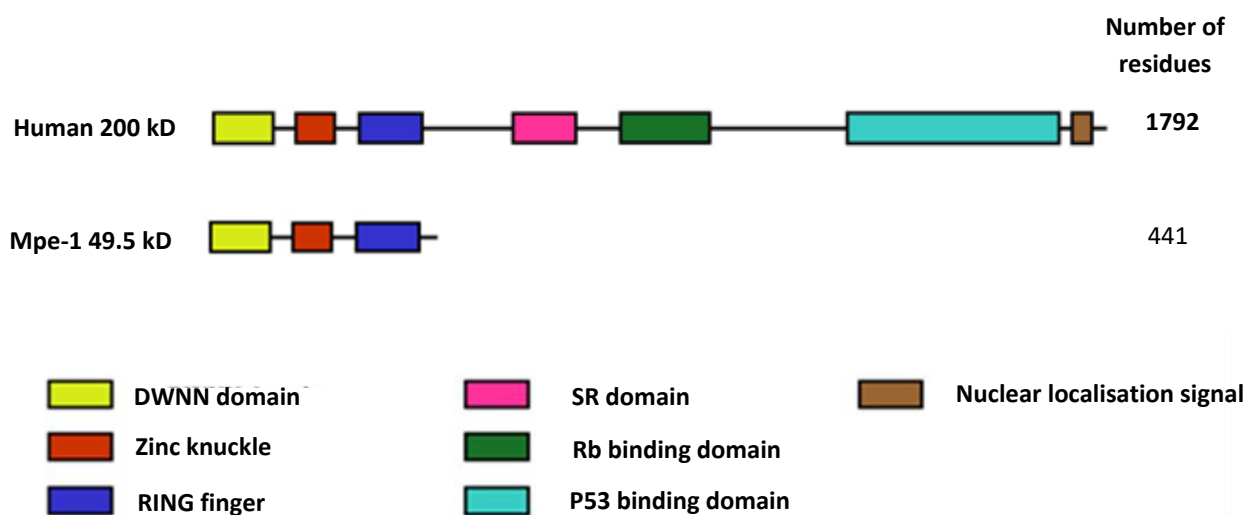 Number of
residues
Human 200 kD
1792
Mpe-1 49.5 kD
441
DWNN domain
SR domain
Nuclear localisation signal
Zinc knuckle
Rb binding domain
RING finger
P53 binding domain